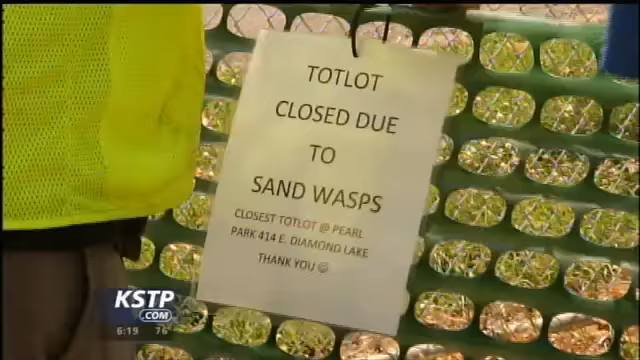 TOTLOT
CLOSED DUE
TO
SAND WASPS
CLOSEST TOTLOT @ PEARL
PARK 414 E. DIAMOND LAKE
THANK YOU ☺
KSTP
.COM
6:19 76